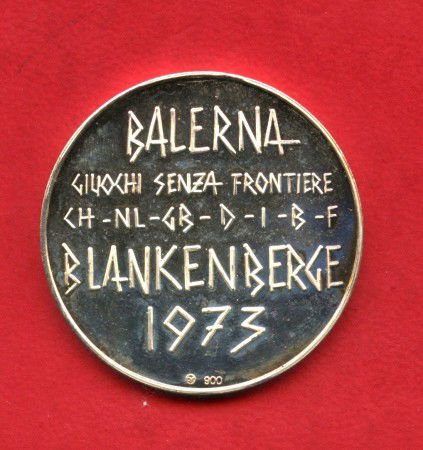 BALERNA
GIUOCHI SENZA FRONTIERE
CH-NL-GB-D-I-B-F
BLANKENBERGE
1973
900